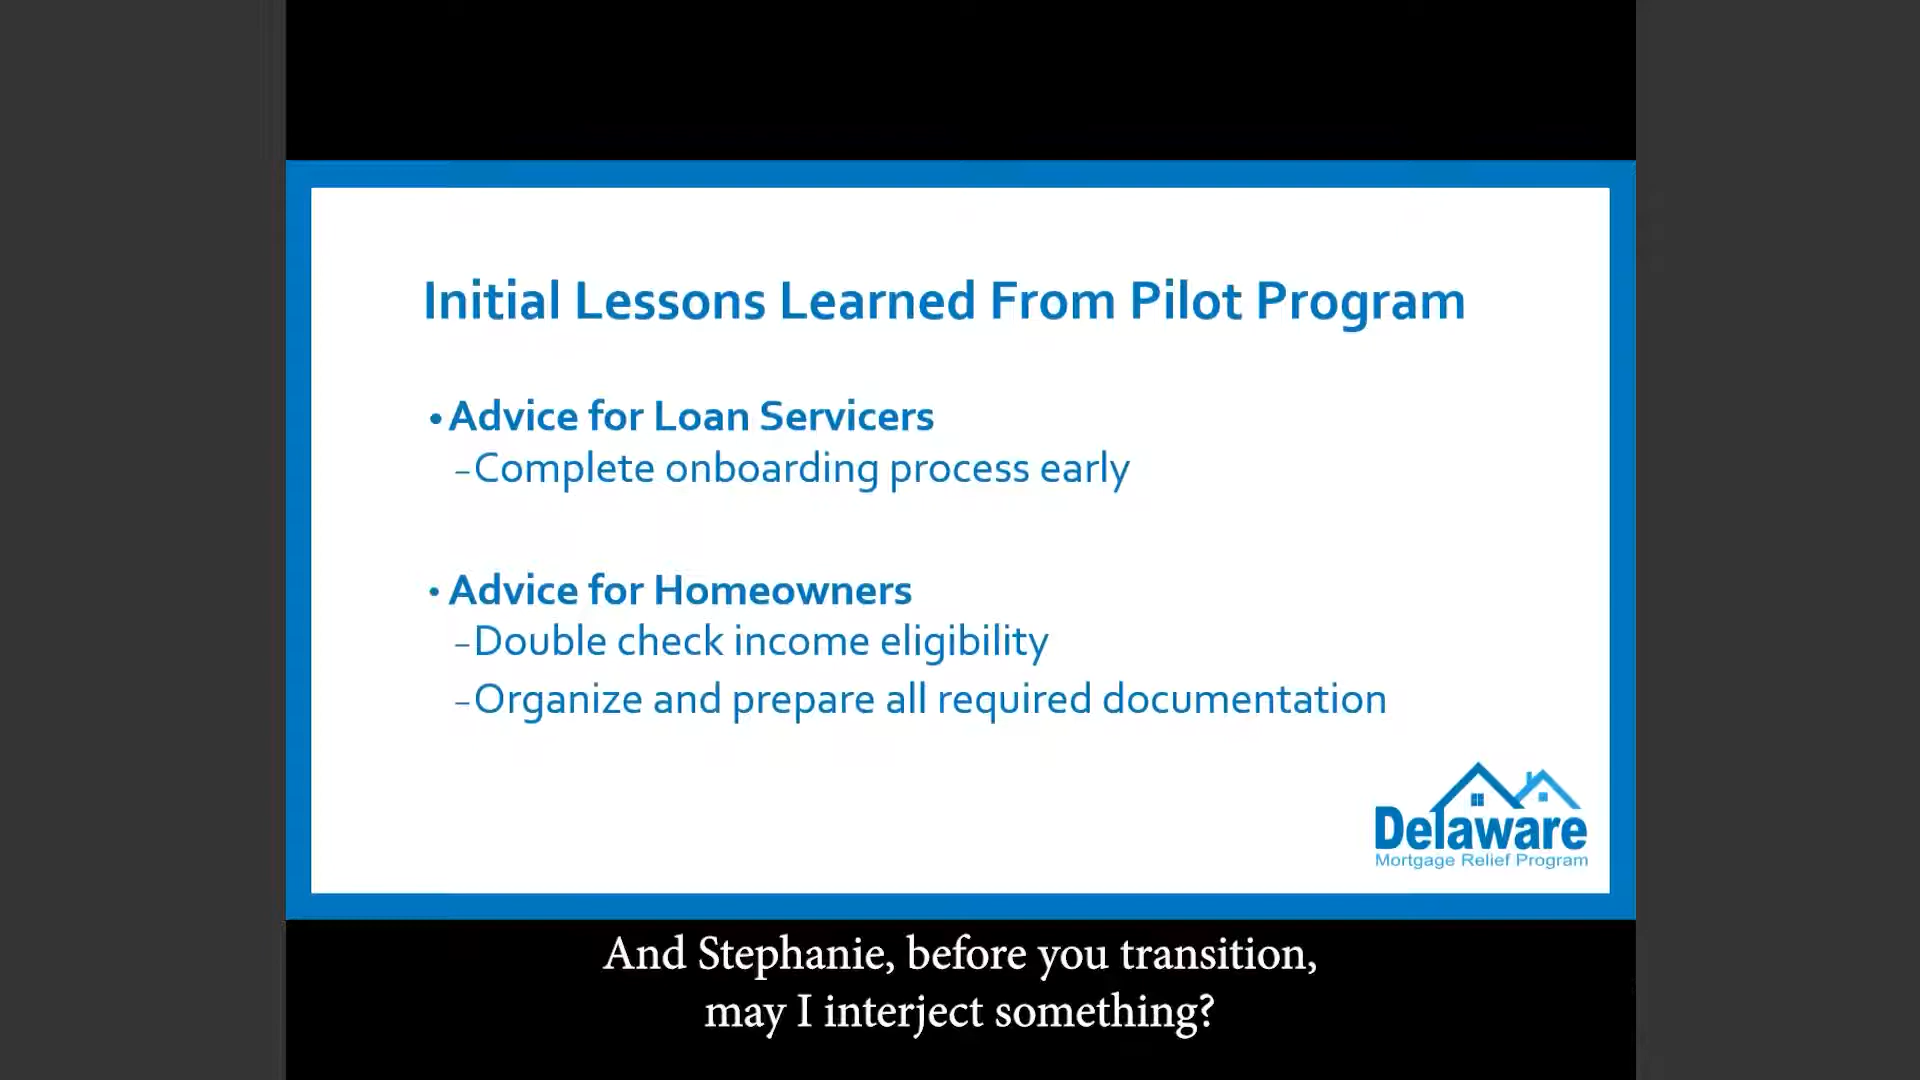 Initial Lessons Learned From Pilot Program
• Advice for Loan Servicers
–Complete onboarding process early
• Advice for Homeowners
–Double check income eligibility
–Organize and prepare all required documentation
Delaware
Mortgage Relief Program
And Stephanie, before you transition,
may I interject something?